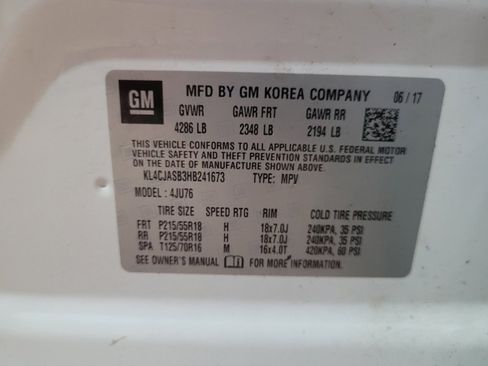 GM MFD BY GM KOREA COMPANY 06/17
GVWR GAWR FRT GAWR RR
4286 LB 2348 LB 2194 LB
THIS VEHICLE CONFORMS TO ALL APPLICABLE U.S. FEDERAL MOTOR
VEHICLE SAFETY AND THEFT PREVENTION STANDARDS IN EFFECT
ON THE DATE OF MANUFACTURE SHOWN ABOVE.
KL4CJASB3HB241673 TYPE: MPV
MODEL: 4JU76
TIRE SIZE SPEED RTG RIM COLD TIRE PRESSURE
FRT P215/55R18 H 18x7.0J 240KPA, 35 PSI
RR P215/55R18 H 18x7.0J 240KPA, 35 PSI
SPA T125/70R16 M 16x4.0T 420KPA, 60 PSI
SEE OWNER'S MANUAL FOR MORE INFORMATION.